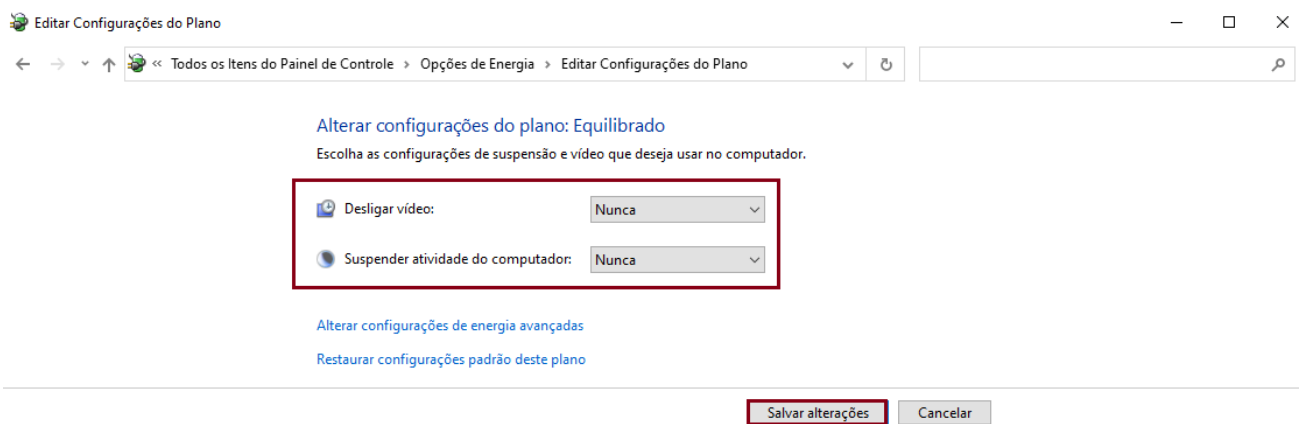 Editar Configurações do Plano
« Todos os Itens do Painel de Controle > Opções de Energia > Editar Configurações do Plano
Alterar configurações do plano: Equilibrado
Escolha as configurações de suspensão e vídeo que deseja usar no computador.
Desligar vídeo: Nunca
Suspender atividade do computador: Nunca
Alterar configurações de energia avançadas
Restaurar configurações padrão deste plano
Salvar alterações Cancelar